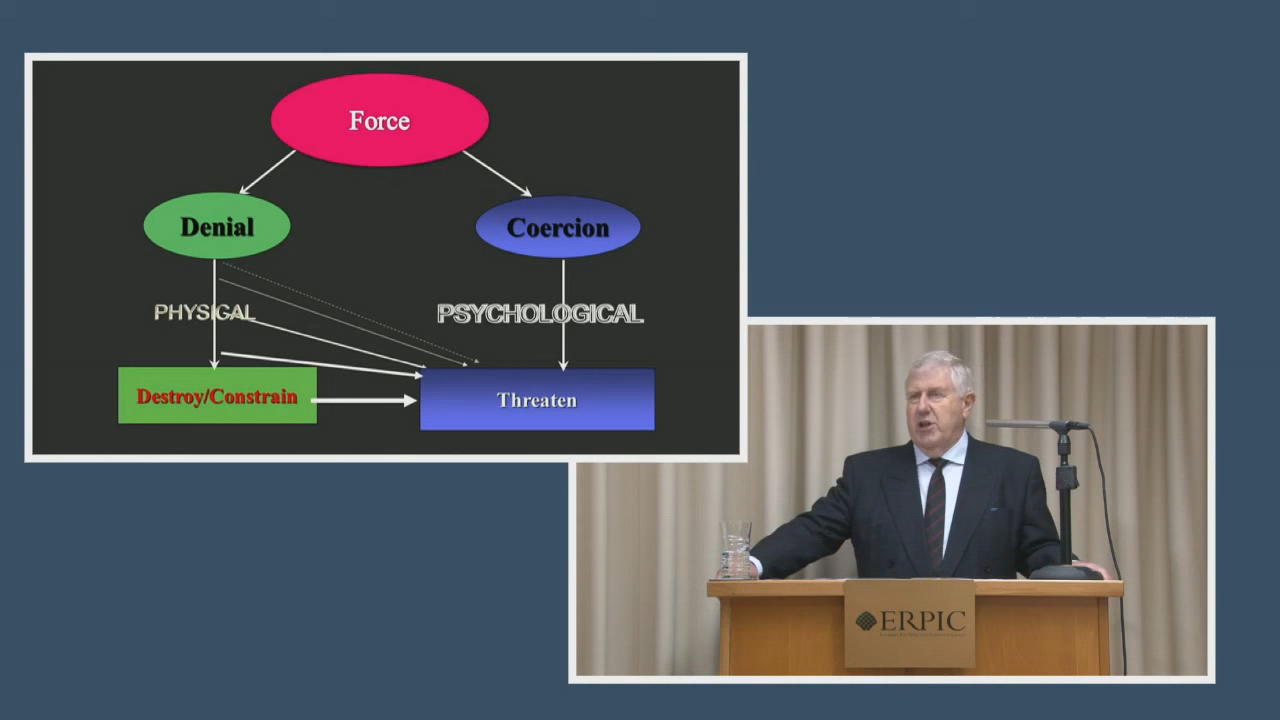 Force
Denial
Coercion
PHYSICAL
PSYCHOLOGICAL
Destroy/Constrain
Threaten
ERPIC